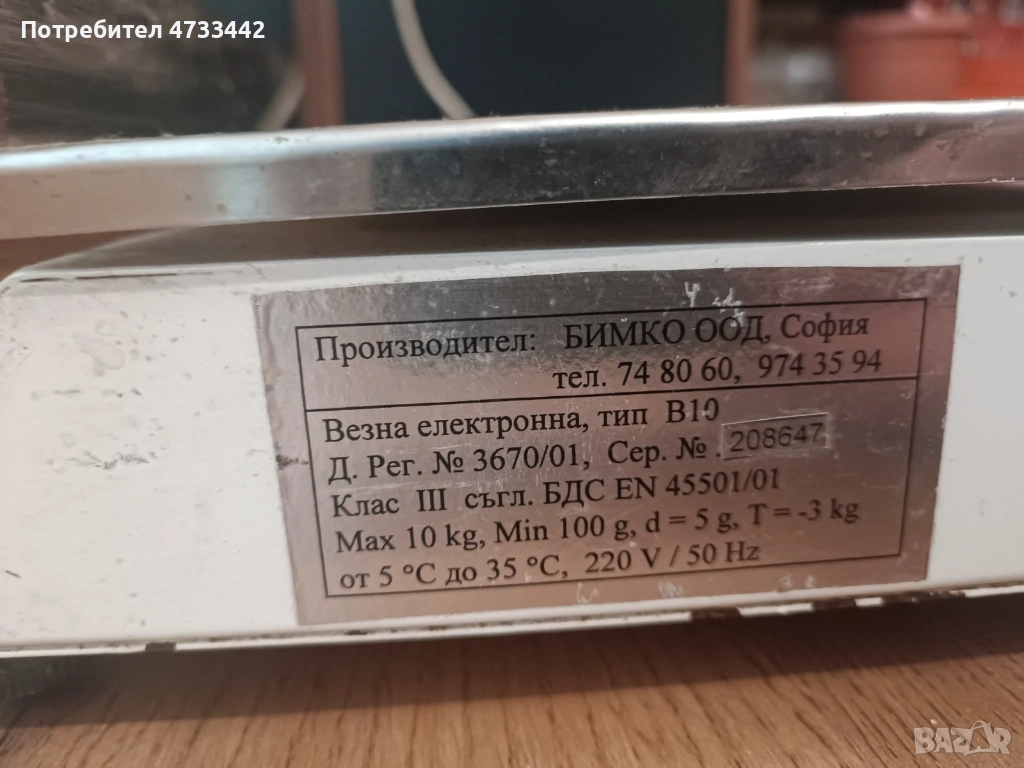 Потребител 4733442
Производител: БИМКО ООД, София
тел. 74 80 60, 974 35 94
Везна електронна, тип В10
Д. Рег. № 3670/01, Сер. № . 208647
Клас III съгл. БДС EN 45501/01
Max 10 kg, Min 100 g, d = 5 g, T = -3 kg
от 5 °C до 35 °C, 220 V / 50 Hz
BAZAR